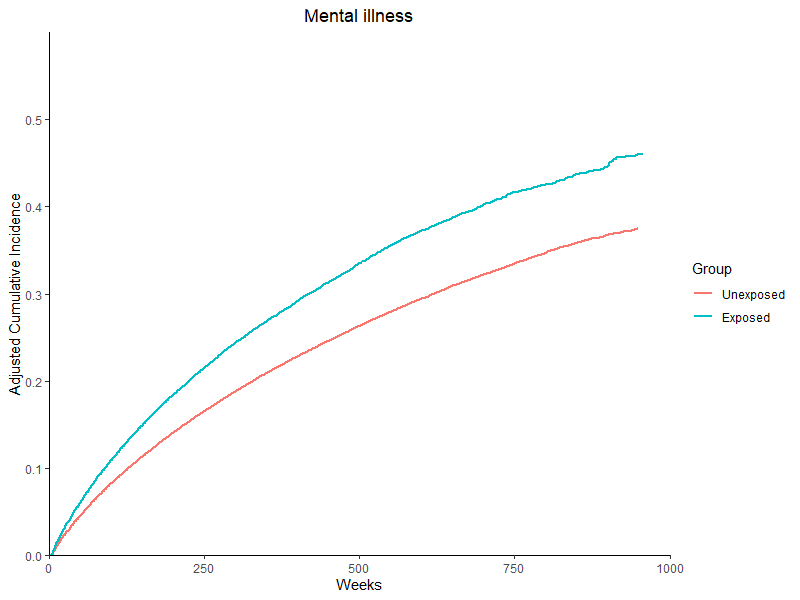 Mental illness
Adjusted Cumulative Incidence
0.5
0.4
0.3
0.2
0.1
0.0
0 250 500 750 1000
Weeks
Group
Unexposed
Exposed